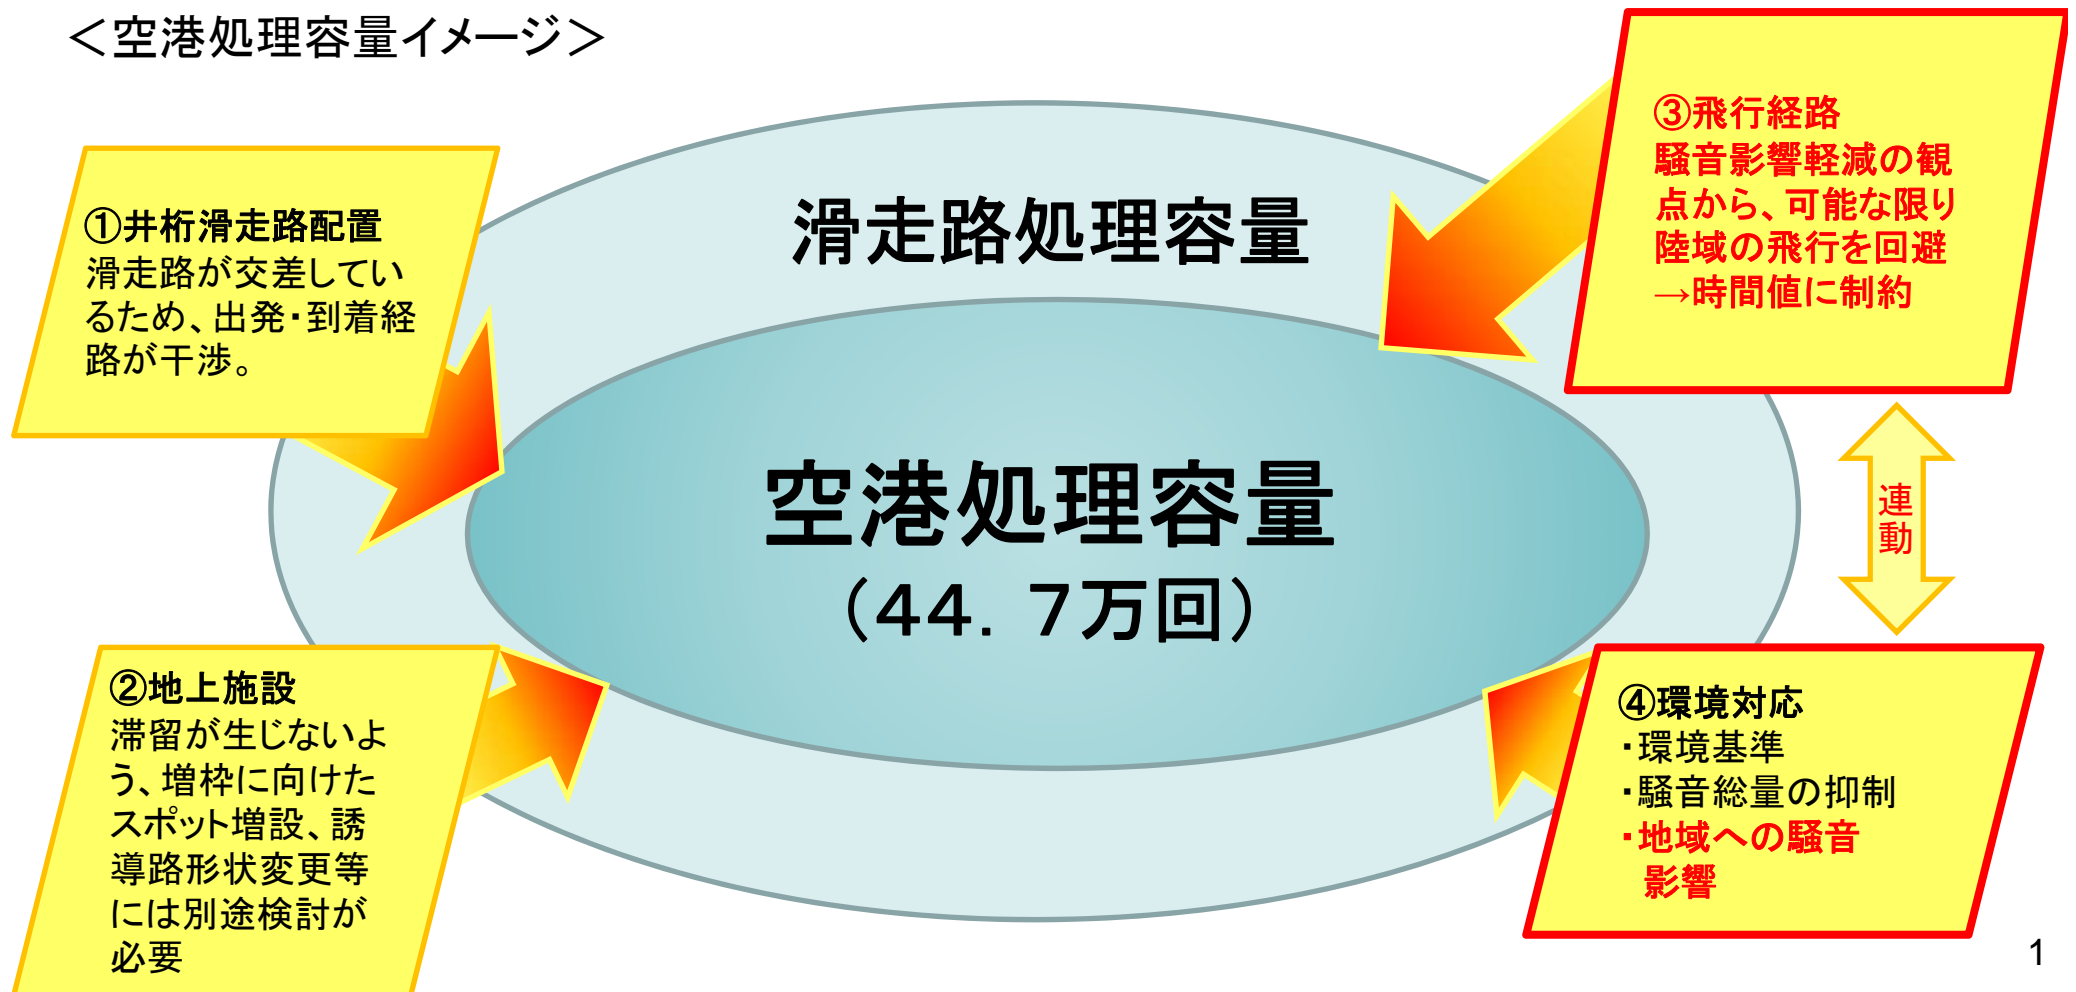 ＜空港処理容量イメージ＞
①井桁滑走路配置
滑走路が交差してい
るため、出発・到着経
路が干渉。
滑走路処理容量
③飛行経路
騒音影響軽減の観
点から、可能な限り
陸域の飛行を回避
→時間値に制約
空港処理容量
（４４．７万回）
連動
②地上施設
滞留が生じないよ
う、増枠に向けた
スポット増設、誘
導路形状変更等
には別途検討が
必要
④環境対応
・環境基準
・騒音総量の抑制
・地域への騒音
影響
1